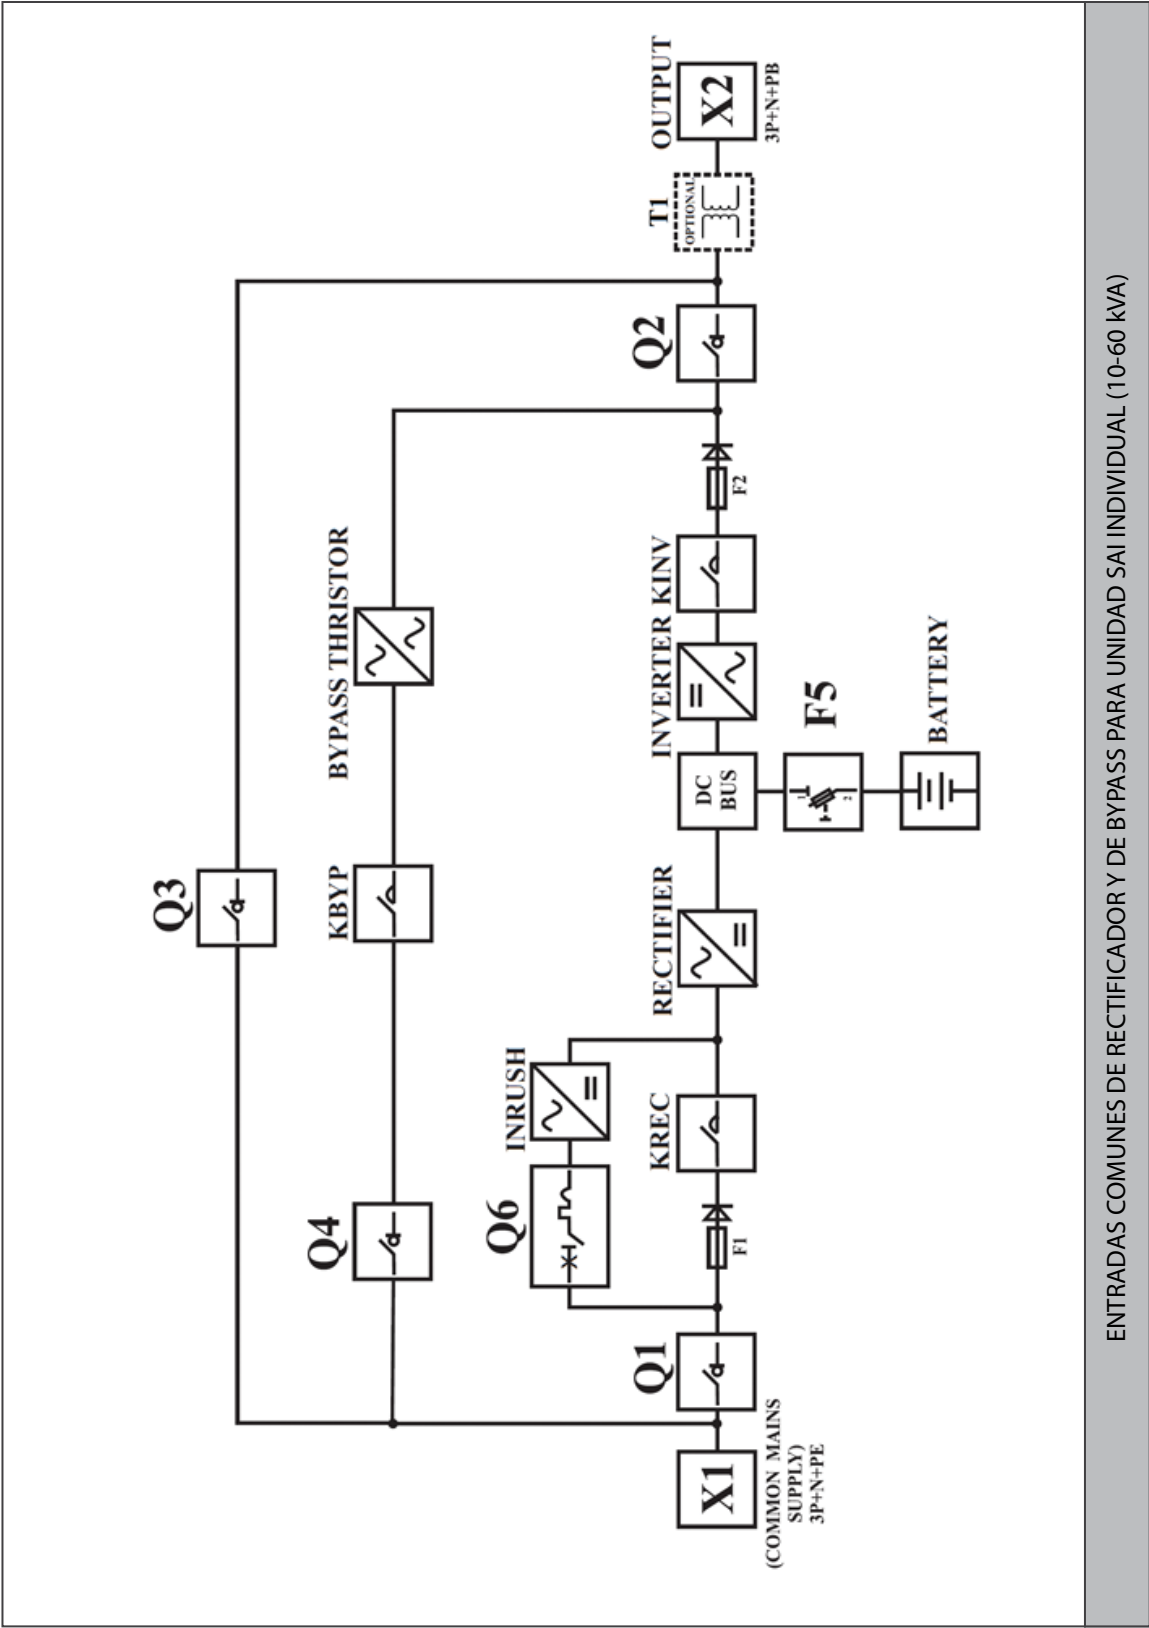 Q3
KBYP
BYPASS THRISTOR
Q4
Q6
INRUSH
Q1
KREC
RECTIFIER
INVERTER
KINV
Q2
T1
OPTIONAL
OUTPUT
X1
X2
DC
BUS
F1
F2
(COMMON MAINS
SUPPLY)
3P+N+PE
3P+N+PB
F5
1
2
BATTERY
ENTRADAS COMUNES DE RECTIFICADOR Y DE BYPASS PARA UNIDAD SAI INDIVIDUAL (10-60 kVA)